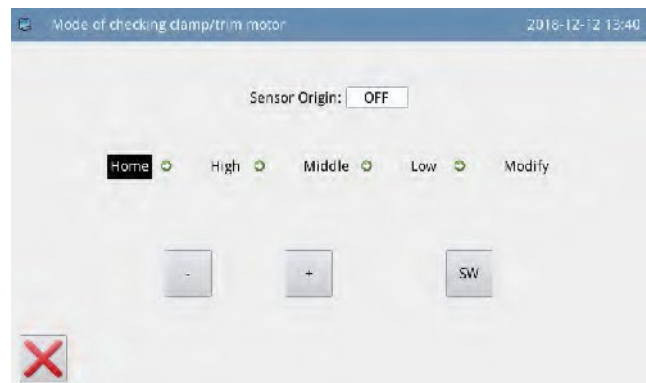 Mode of checking clamp/trim motor 2018-12-12 13:40
Sensor Origin: OFF
Home High Middle Low Modify
- + SW